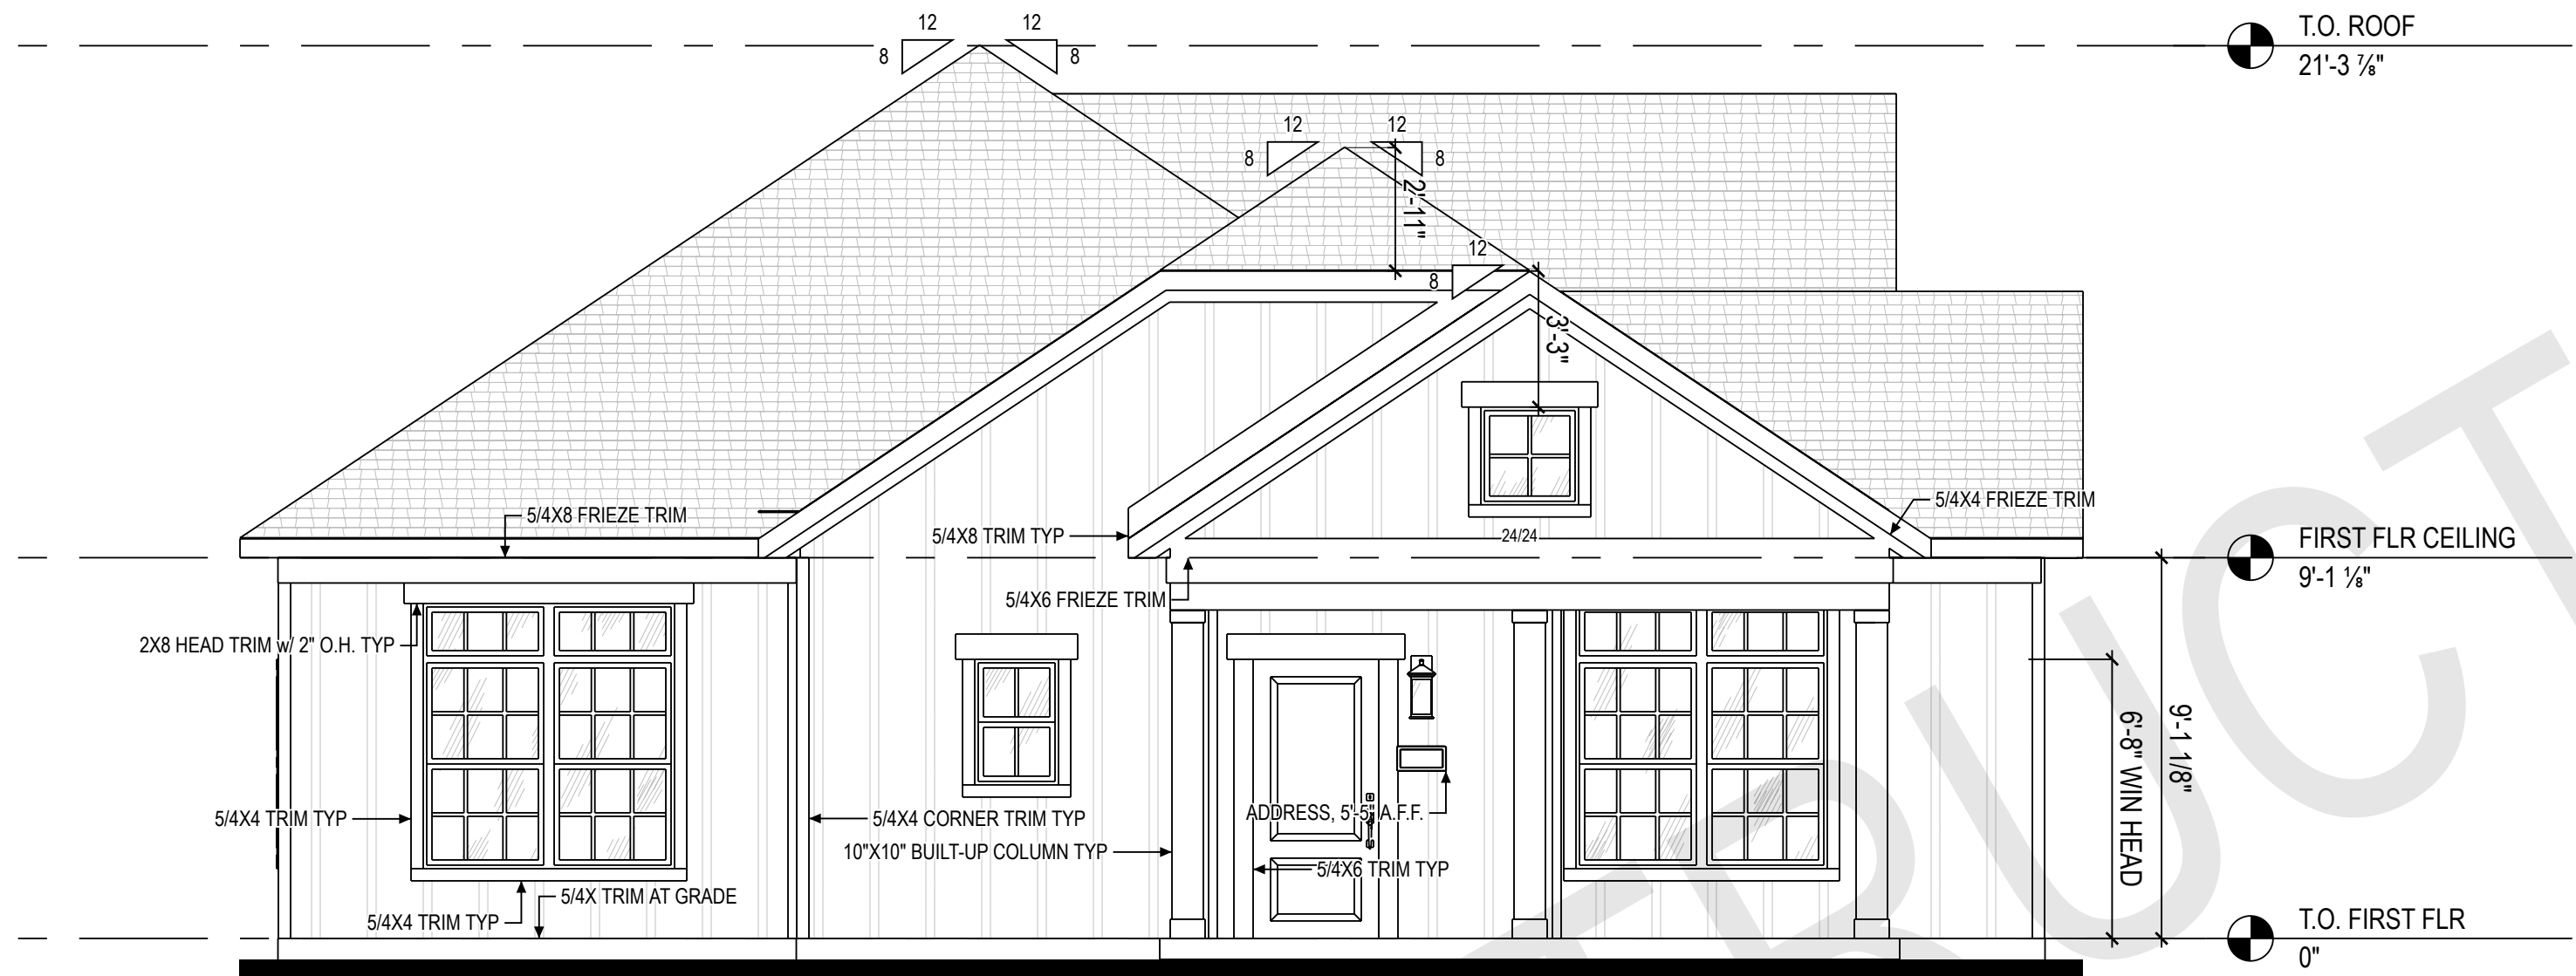 12 12
8 8
T.O. ROOF
21'-3 ⅞"
12 12
8 8
2'-11"
12
8
3'-3"
5/4X8 FRIEZE TRIM
5/4X4 FRIEZE TRIM
5/4X8 TRIM TYP
24/24
FIRST FLR CEILING
9'-1 ⅛"
5/4X6 FRIEZE TRIM
2X8 HEAD TRIM w/ 2" O.H. TYP
9'-1 1/8"
6'-8" WIN HEAD
5/4X4 TRIM TYP
5/4X4 CORNER TRIM TYP
ADDRESS, 5'-5" A.F.F.
10"X10" BUILT-UP COLUMN TYP
5/4X6 TRIM TYP
5/4X TRIM AT GRADE
5/4X4 TRIM TYP
T.O. FIRST FLR
0"
RUCT